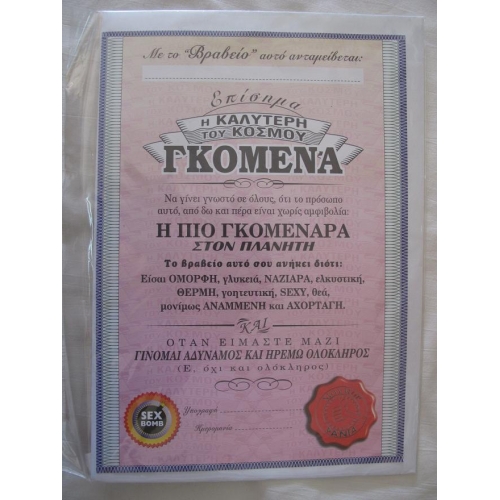 Με το "Βραβείο" αυτό ανταμείβεται:
Επίσημα
Η ΚΑΛΥΤΕΡΗ
ΤΟΥ ΚΟΣΜΟΥ
ΓΚΟΜΕΝΑ
Να γίνει γνωστό σε όλους, ότι το πρόσωπο
αυτό, από δω και πέρα είναι χωρίς αμφιβολία:
Η ΠΙΟ ΓΚΟΜΕΝΑΡΑ
ΣΤΟΝ ΠΛΑΝΗΤΗ
Το βραβείο αυτό σου ανήκει διότι:
Είσαι ΟΜΟΡΦΗ, γλυκειά, ΝΑΖΙΑΡΑ, ελκυστική,
ΘΕΡΜΗ, γοητευτική, SEXY, θεά,
μονίμως ΑΝΑΜΜΕΝΗ και ΑΧΟΡΤΑΓΗ.
ΚΑΙ
ΟΤΑΝ ΕΙΜΑΣΤΕ ΜΑΖΙ
ΓΙΝΟΜΑΙ ΑΔΥΝΑΜΟΣ ΚΑΙ ΗΡΕΜΩ ΟΛΟΚΛΗΡΟΣ
(Ε, όχι και ολόκληρος)
SEX
BOMB
Υπογραφή
Ημερομηνία